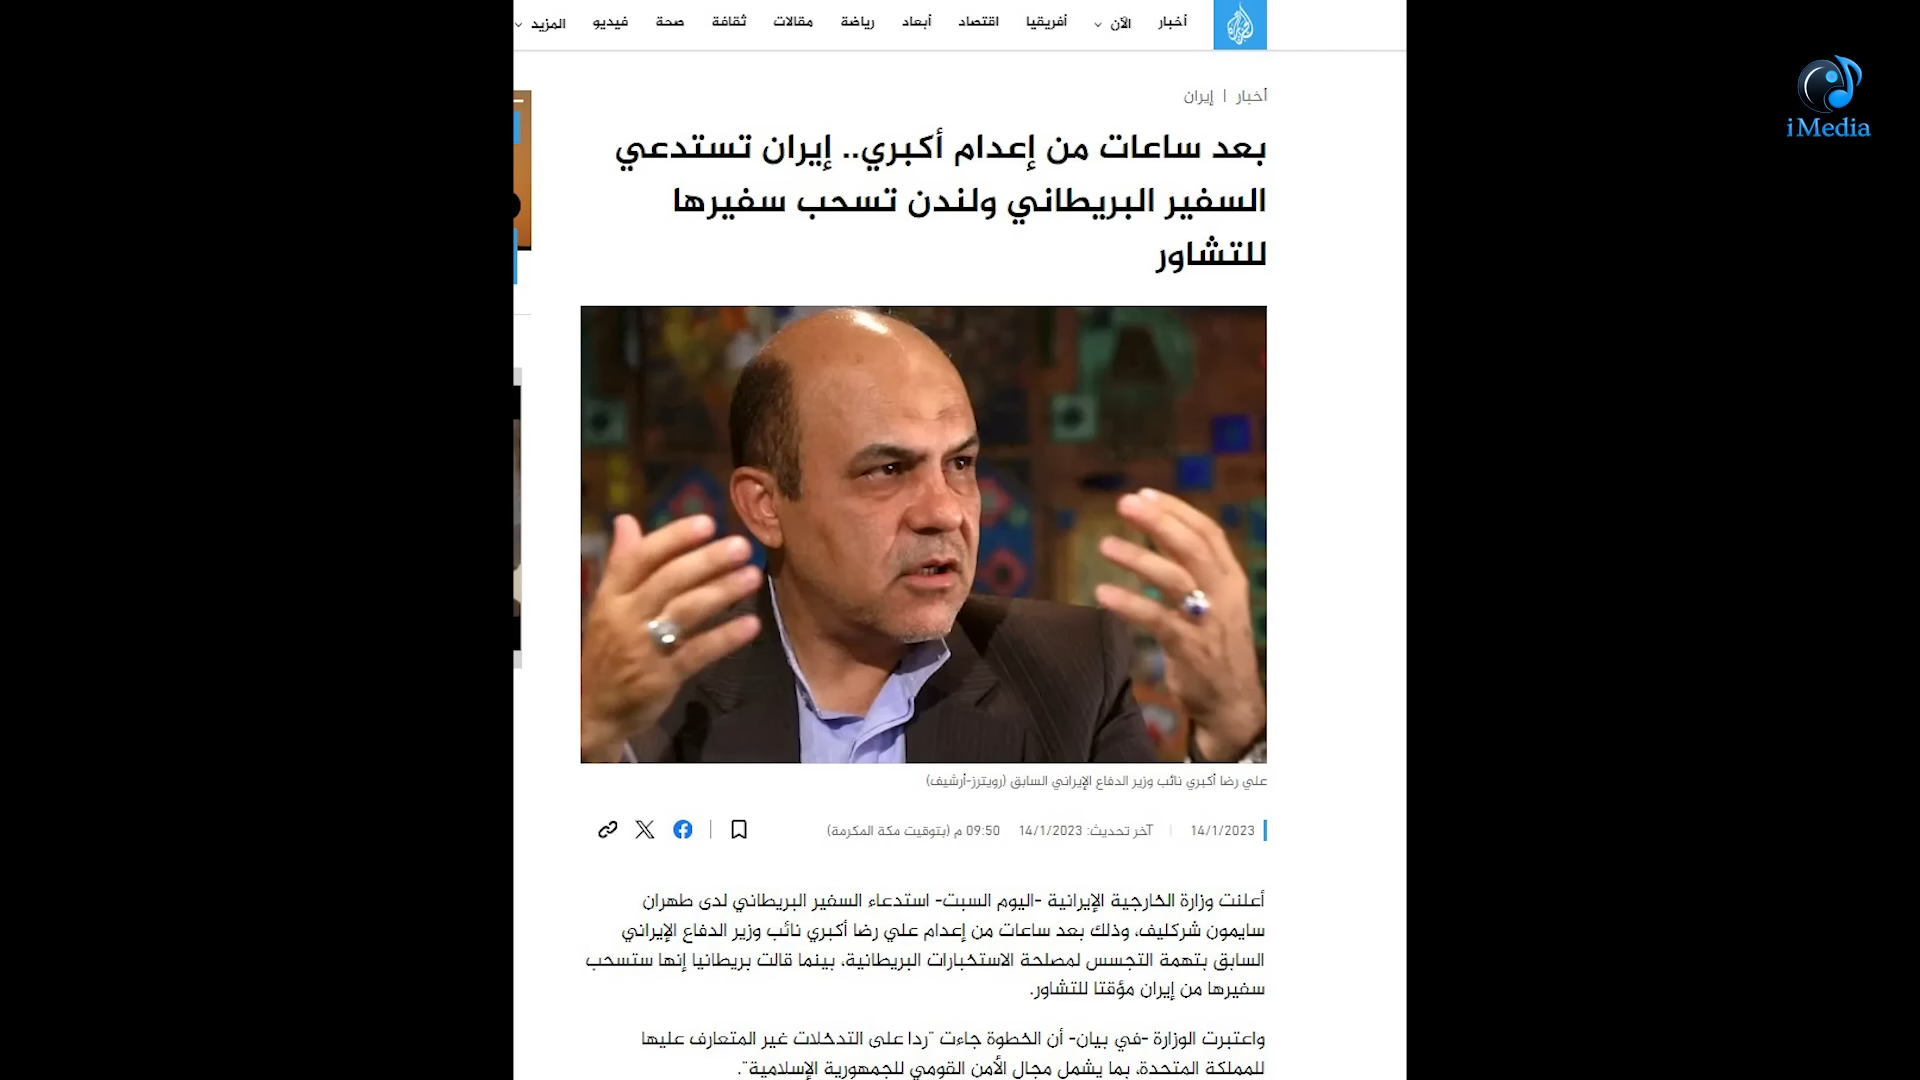 أخبار
الآن
أفريقيا
اقتصاد
أبعاد
رياضة
مقالات
ثقافة
صحة
فيديو
المزيد
iMedia
أخبار | إيران
بعد ساعات من إعدام أكبري.. إيران تستدعي
السفير البريطاني ولندن تسحب سفيرها
للتشاور
علي رضا أكبري نائب وزير الدفاع الإيراني السابق (رويترز-أرشيف)
14/1/2023 | آخر تحديث: 14/1/2023 09:50 م (بتوقيت مكة المكرمة)
أعلنت وزارة الخارجية الإيرانية -اليوم السبت- استدعاء السفير البريطاني لدى طهران
سايمون شركليف، وذلك بعد ساعات من إعدام علي رضا أكبري نائب وزير الدفاع الإيراني
السابق بتهمة التجسس لمصلحة الاستخبارات البريطانية، بينما قالت بريطانيا إنها ستسحب
سفيرها من إيران مؤقتا للتشاور.
واعتبرت الوزارة -في بيان- أن الخطوة جاءت "ردا على التدخلات غير المتعارف عليها
للمملكة المتحدة، بما يشمل مجال الأمن القومي للجمهورية الإسلامية".